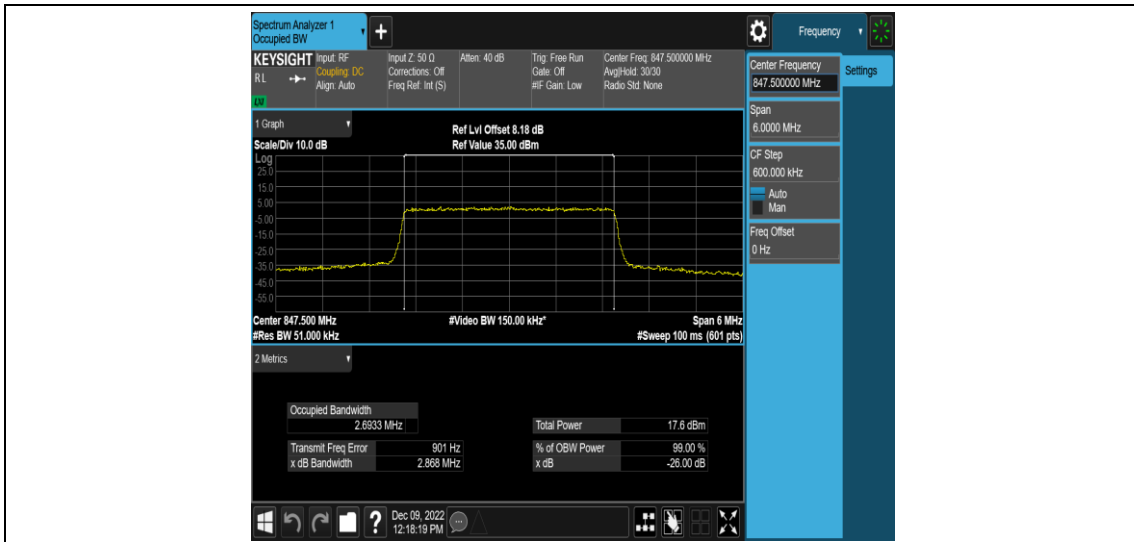 Spectrum Analyzer 1
Occupied BW
+
Frequency
KEYSIGHT
RL
LXI
Input: RF
Coupling: DC
Align: Auto
Input Z: 50 Ω
Corrections: Off
Freq Ref: Int (S)
Atten: 40 dB
Trig: Free Run
Gate: Off
#IF Gain: Low
Center Freq: 847.500000 MHz
Avg|Hold: 30/30
Radio Std: None
Center Frequency
847.500000 MHz
Settings
Span
6.0000 MHz
CF Step
600.000 kHz
Auto
Man
Freq Offset
0 Hz
1 Graph
Ref Lvl Offset 8.18 dB
Scale/Div 10.0 dB
Ref Value 35.00 dBm
Log
25.0
15.0
5.00
-5.00
-15.0
-25.0
-35.0
-45.0
-55.0
Center 847.500 MHz
#Video BW 150.00 kHz*
Span 6 MHz
#Res BW 51.000 kHz
#Sweep 100 ms (601 pts)
2 Metrics
Occupied Bandwidth
2.6933 MHz
Total Power 17.6 dBm
Transmit Freq Error 901 Hz
% of OBW Power 99.00 %
x dB Bandwidth 2.868 MHz
x dB -26.00 dB
?
Dec 09, 2022
12:18:19 PM